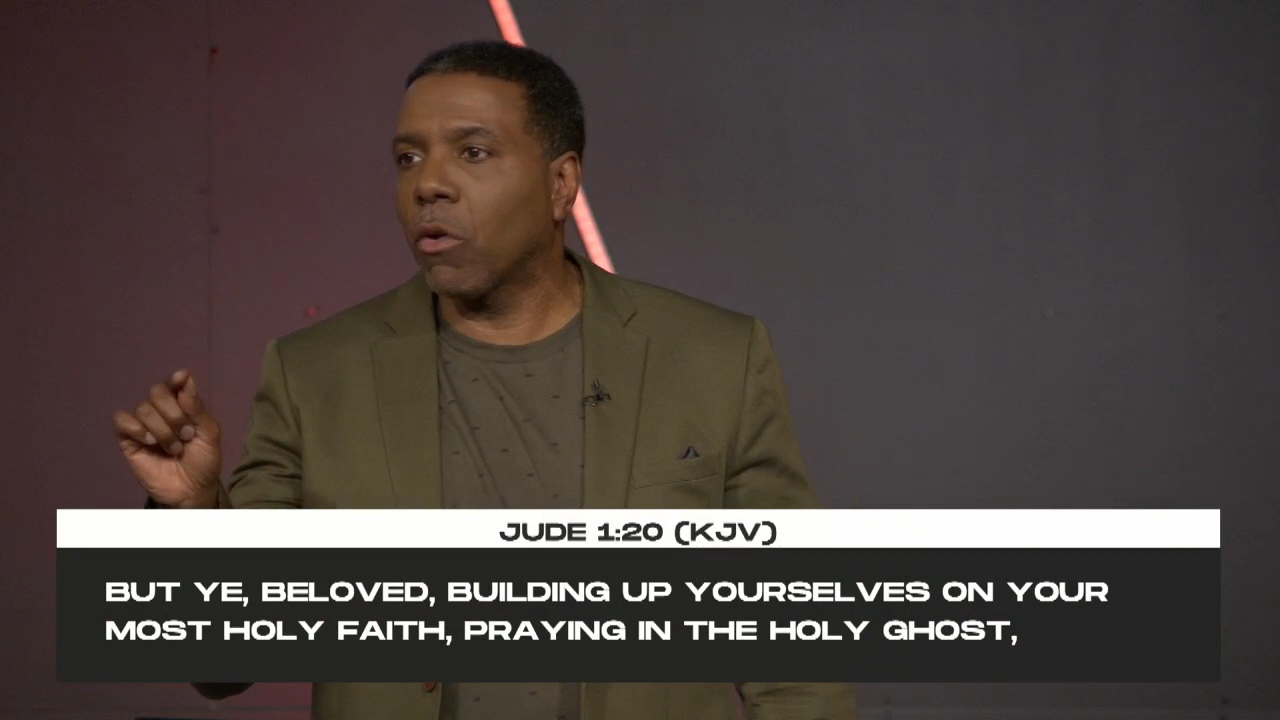 JUDE 1:20 (KJV)
BUT YE, BELOVED, BUILDING UP YOURSELVES ON YOUR
MOST HOLY FAITH, PRAYING IN THE HOLY GHOST,